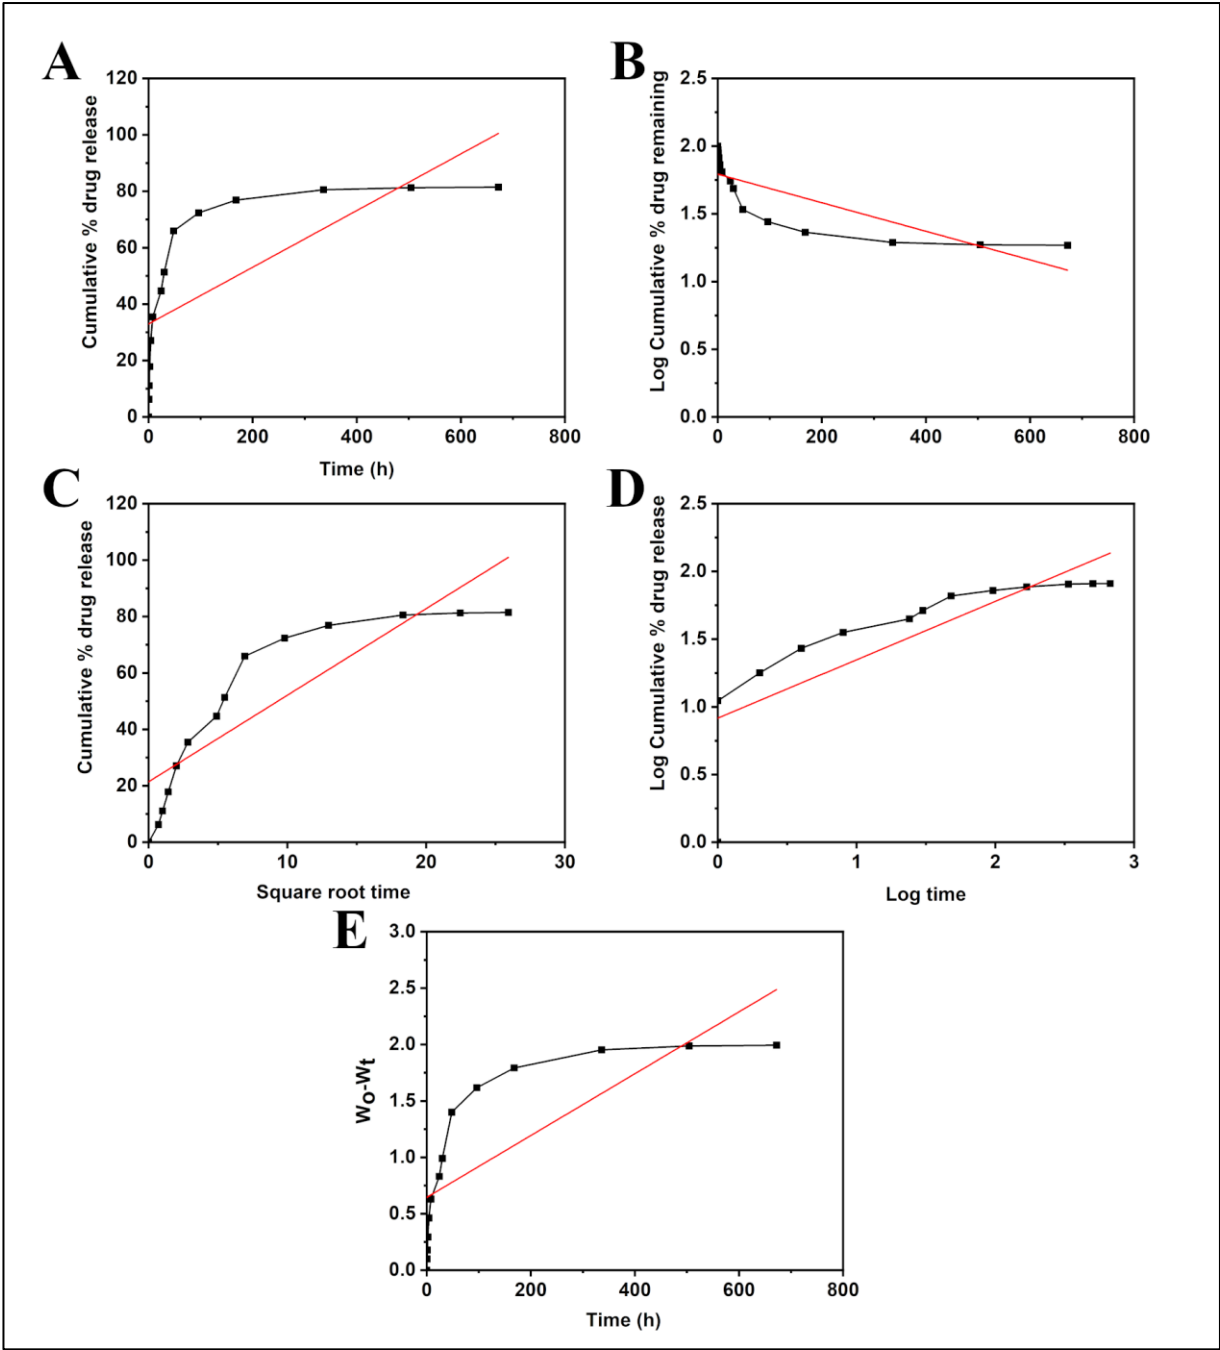 A
Cumulative % drug release
120
100
80
60
40
20
0
0 200 400 600 800
Time (h)
B
Log Cumulative % drug remaining
2.5
2.0
1.5
1.0
0.5
0.0
0 200 400 600 800
C
Cumulative % drug release
120
100
80
60
40
20
0
0 10 20 30
Square root time
D
Log Cumulative % drug release
2.5
2.0
1.5
1.0
0.5
0.0
0 1 2 3
Log time
E
Wo-Wt
3.0
2.5
2.0
1.5
1.0
0.5
0.0
0 200 400 600 800
Time (h)